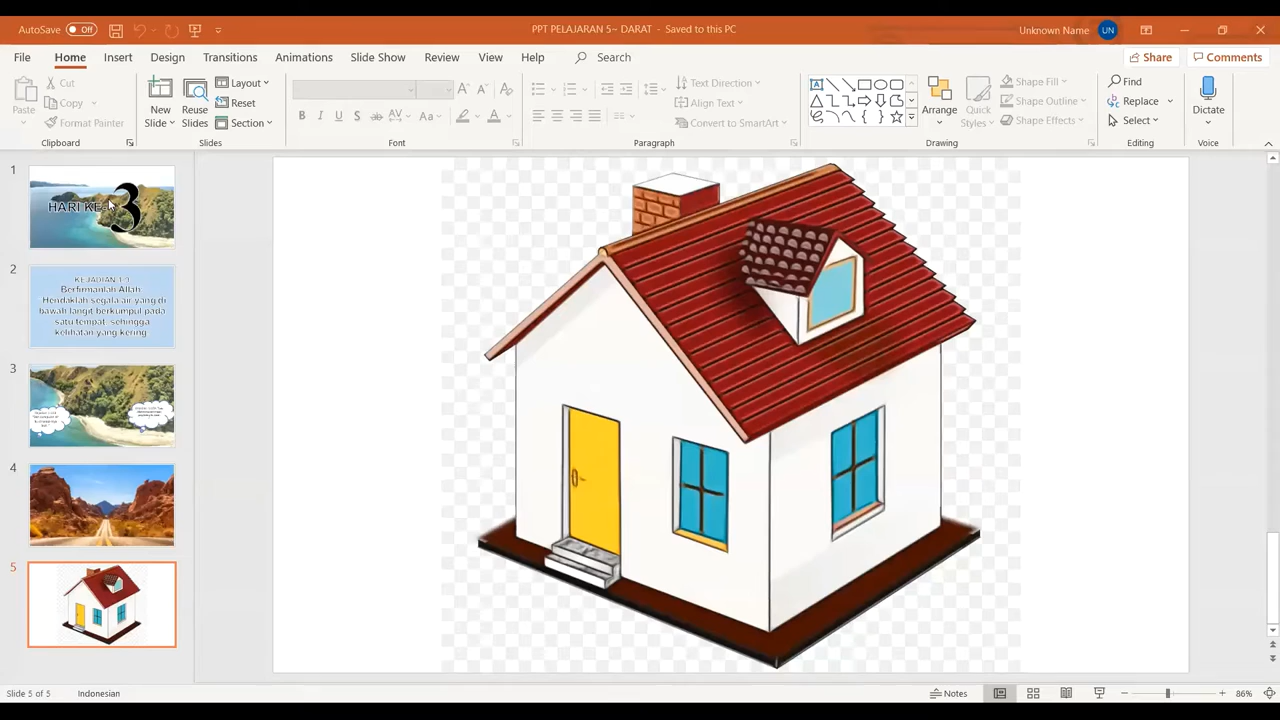 AutoSave Off
PPT PELAJARAN 5~ DARAT - Saved to this PC
Unknown Name UN
File Home Insert Design Transitions Animations Slide Show Review View Help Search Share Comments
Paste
Cut
Copy
Format Painter
Clipboard
New Slide
Reuse Slides
Layout
Reset
Section
Slides
B I U S ab AV Aa A
Font
Text Direction
Align Text
Convert to SmartArt
Paragraph
Arrange
Quick Styles
Shape Fill
Shape Outline
Shape Effects
Drawing
Find
Replace
Select
Editing
Dictate
Voice
1
HARI KE-3
2
KEJADIAN 1:9
Berfirmanlah Allah
Hendaklah segala air yang di
bawah langit berkumpul pada
satu tempat, sehingga
kelihatan yang kering
3
4
5
Slide 5 of 5 Indonesian Notes 86%